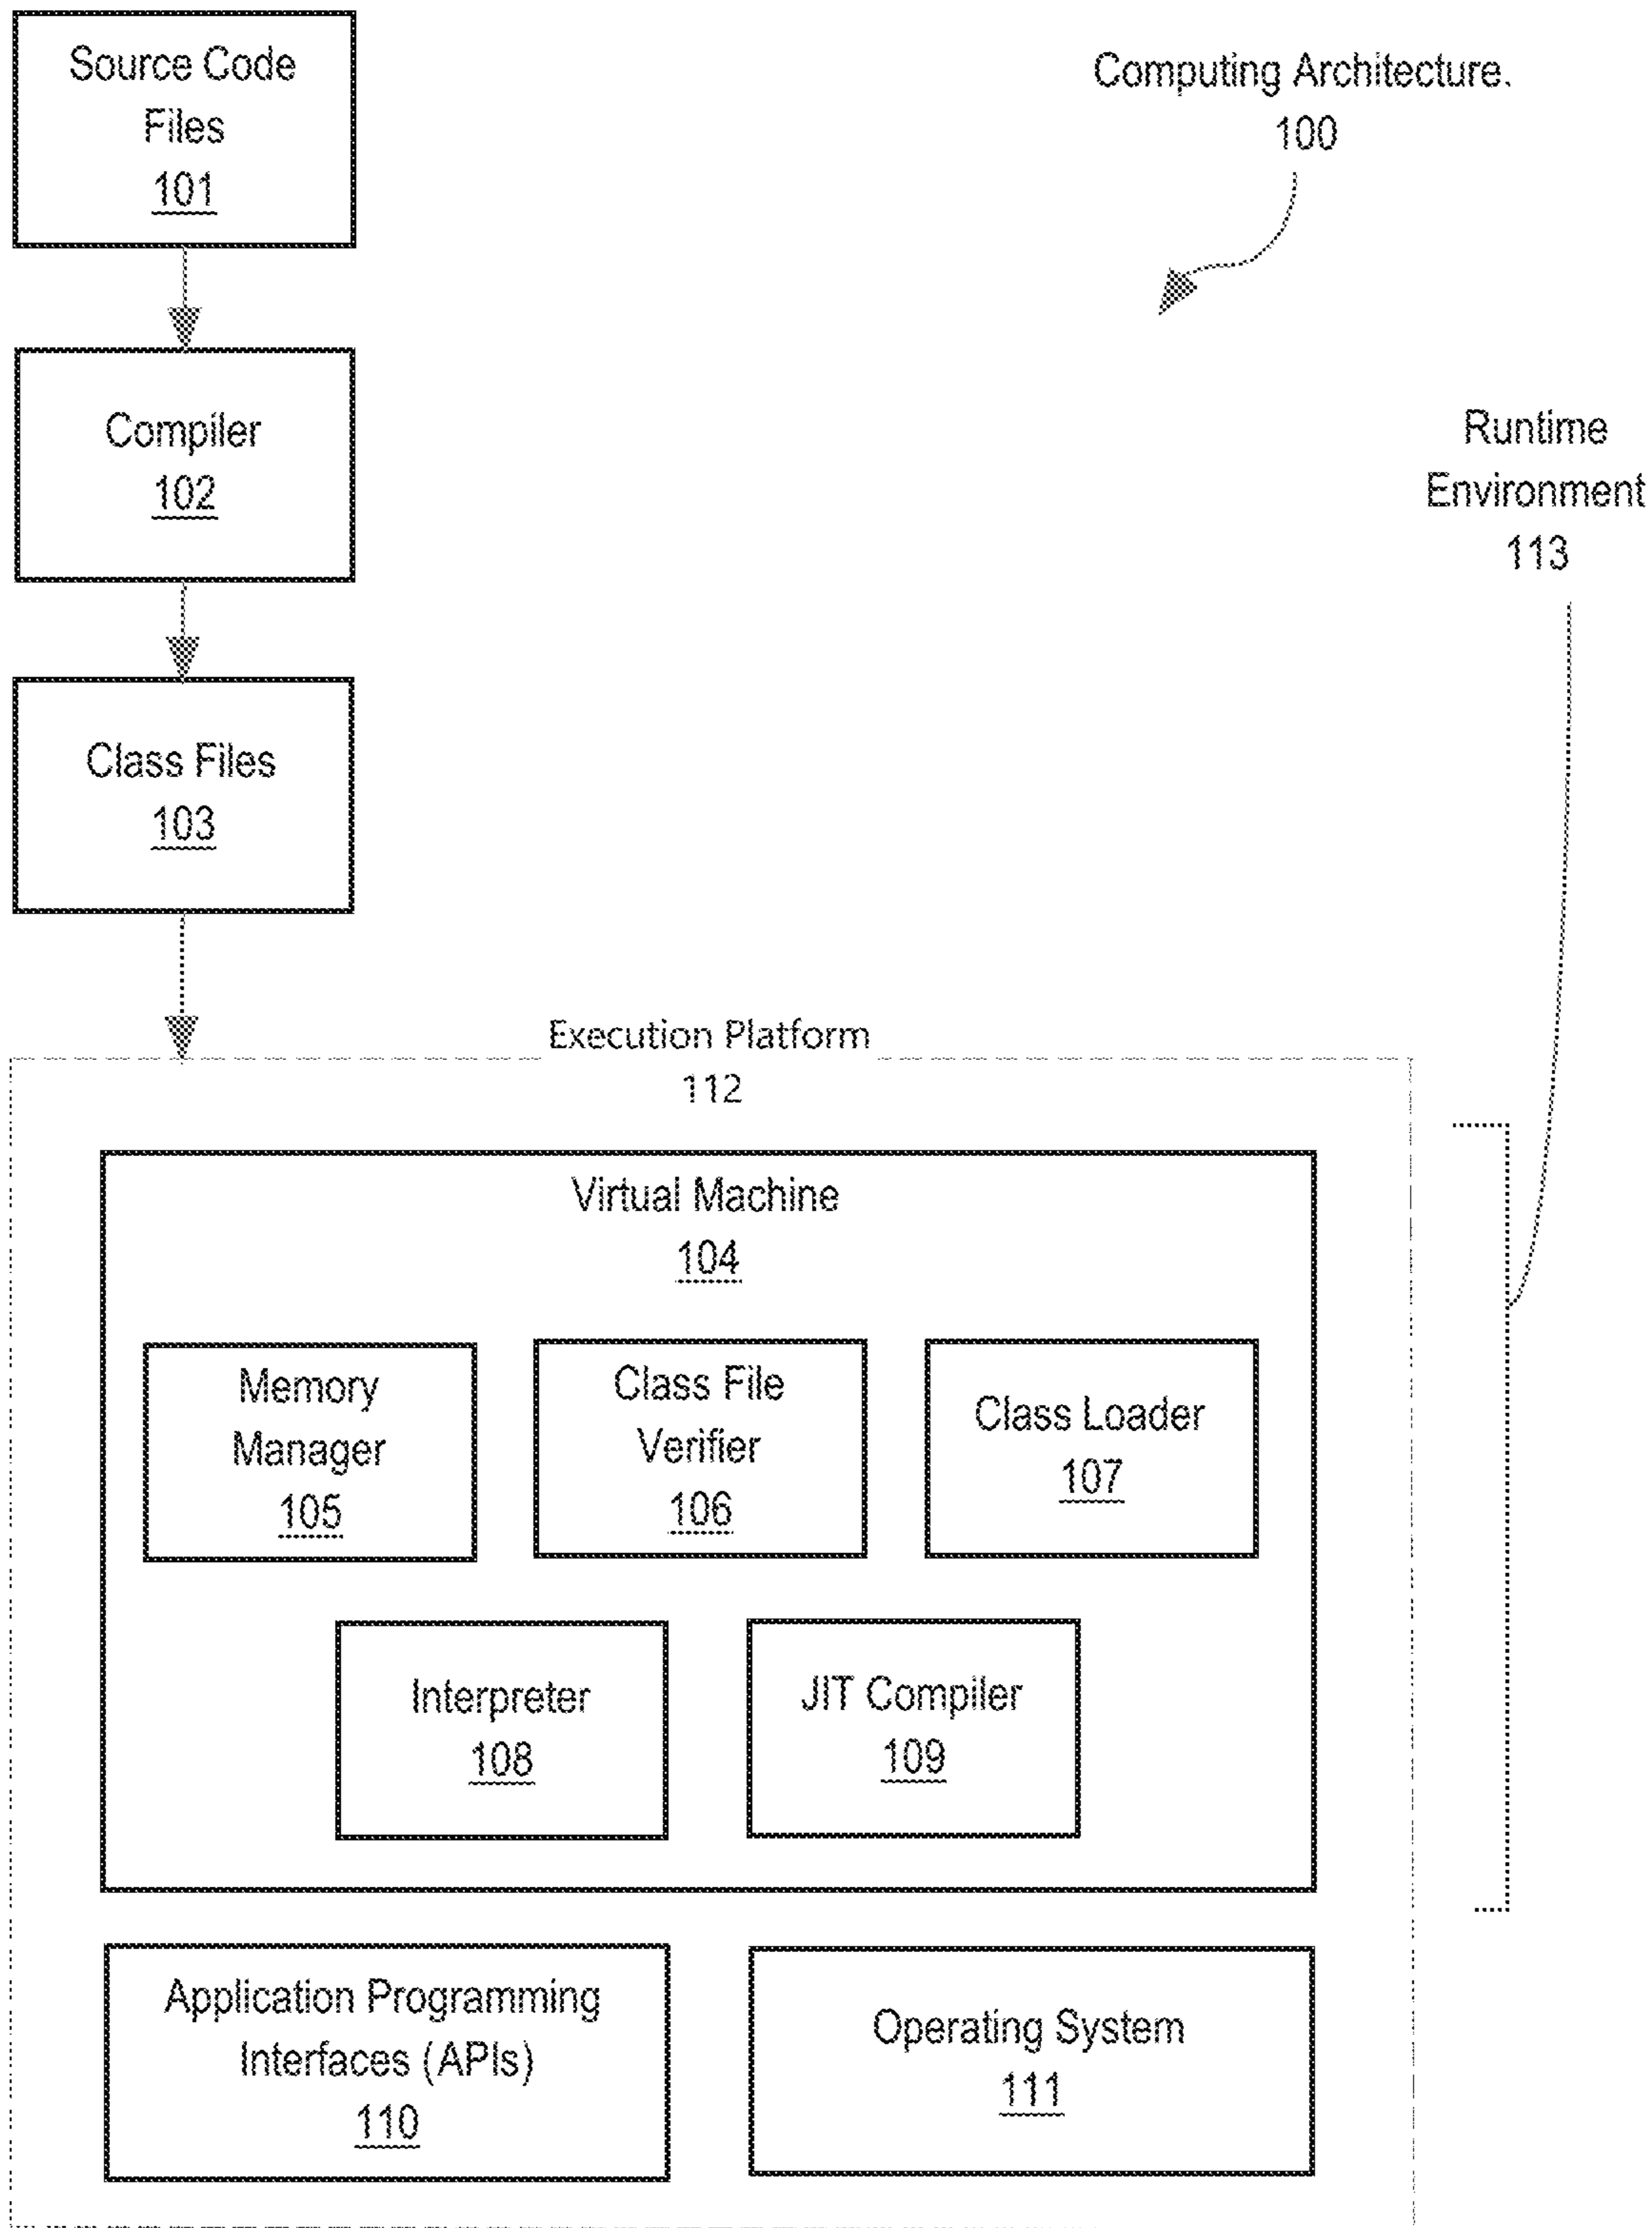 Source Code
Files
101
Computing Architecture.
100
Compiler
102
Runtime
Environment
113
Class Files
103
Execution Platform
112
Virtual Machine
104
Memory
Manager
105
Class File
Verifier
106
Class Loader
107
Interpreter
108
JIT Compiler
109
Application Programming
Interfaces (APIs)
110
Operating System
111